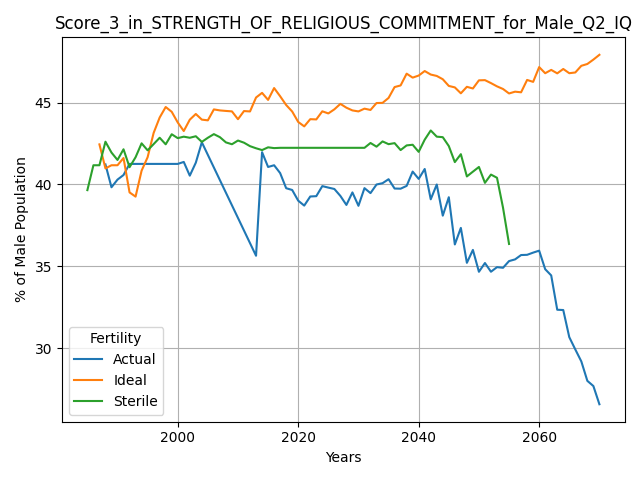 Score_3_in_STRENGTH_OF_RELIGIOUS_COMMITMENT_for_Male_Q2_IQ
% of Male Population
45
40
35
30
Fertility
Actual
Ideal
Sterile
2000 2020 2040 2060
Years